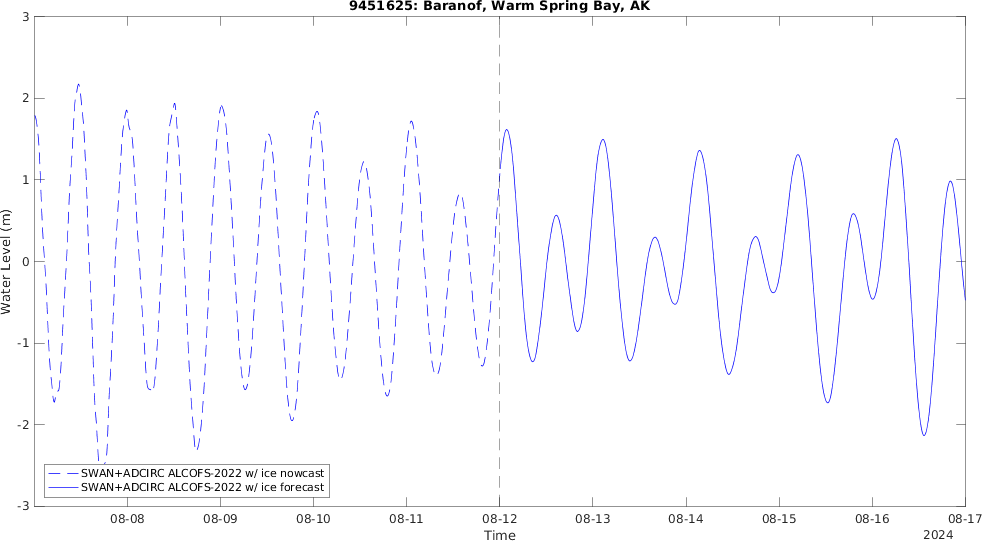 9451625: Baranof, Warm Spring Bay, AK
3
2
1
0
-1
-2
-3
Water Level (m)
SWAN+ADCIRC ALCOFS-2022 w/ ice nowcast
SWAN+ADCIRC ALCOFS-2022 w/ ice forecast
08-08 08-09 08-10 08-11 08-12 08-13 08-14 08-15 08-16 08-17
Time
2024